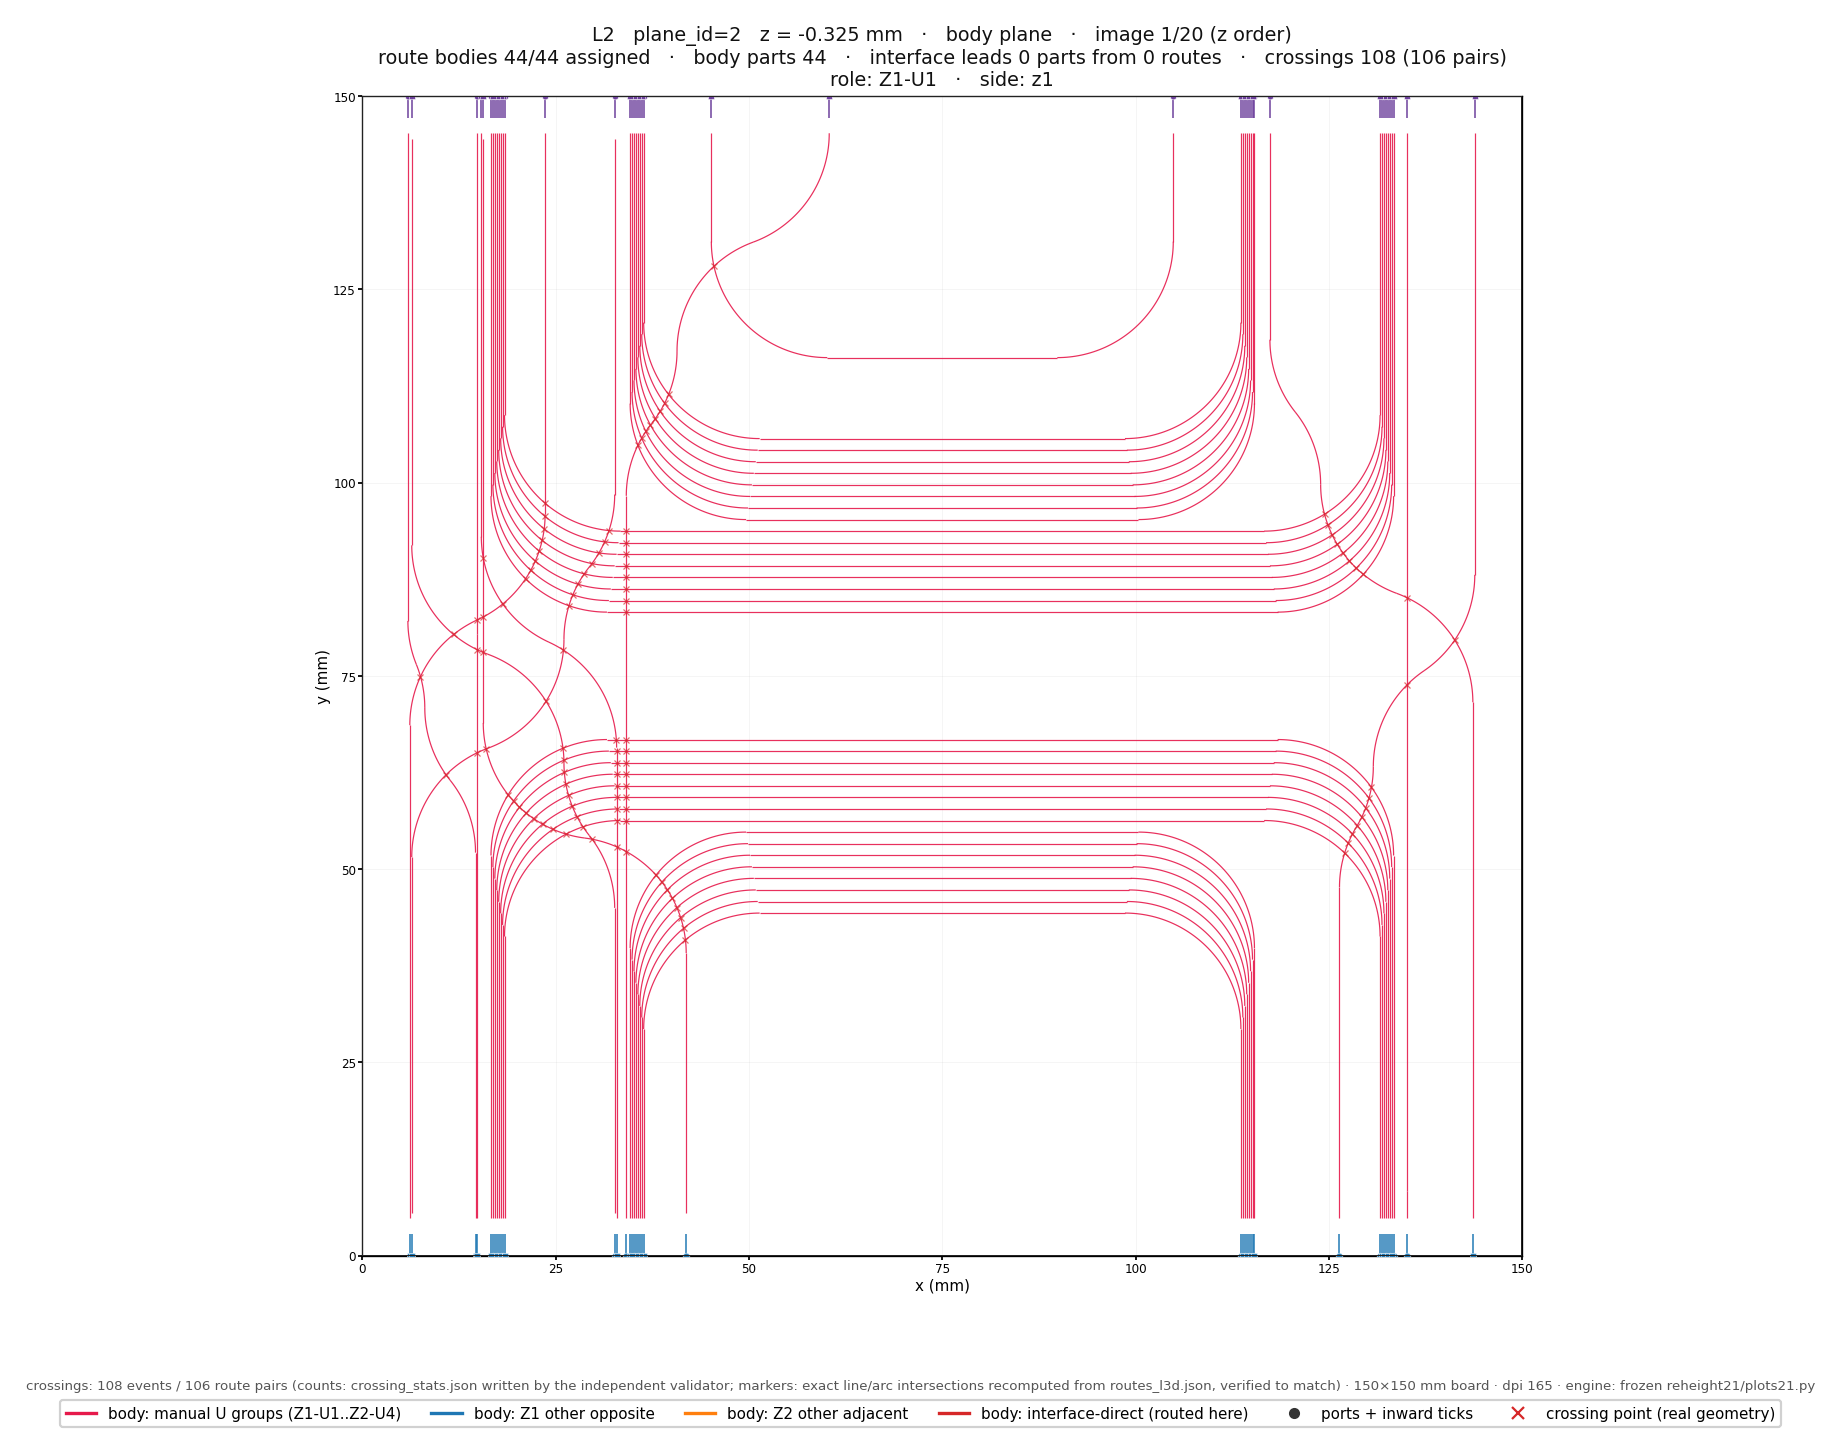 L2 plane_id=2 z = -0.325 mm · body plane · image 1/20 (z order)
route bodies 44/44 assigned · body parts 44 · interface leads 0 parts from 0 routes · crossings 108 (106 pairs)
role: Z1-U1 · side: z1
150
125
100
75
50
25
0
y (mm)
0 25 50 75 100 125 150
x (mm)
crossings: 108 events / 106 route pairs (counts: crossing_stats.json written by the independent validator; markers: exact line/arc intersections recomputed from routes_l3d.json, verified to match) · 150×150 mm board · dpi 165 · engine: frozen reheight21/plots21.py
body: manual U groups (Z1-U1..Z2-U4) body: Z1 other opposite body: Z2 other adjacent body: interface-direct (routed here) ports + inward ticks crossing point (real geometry)